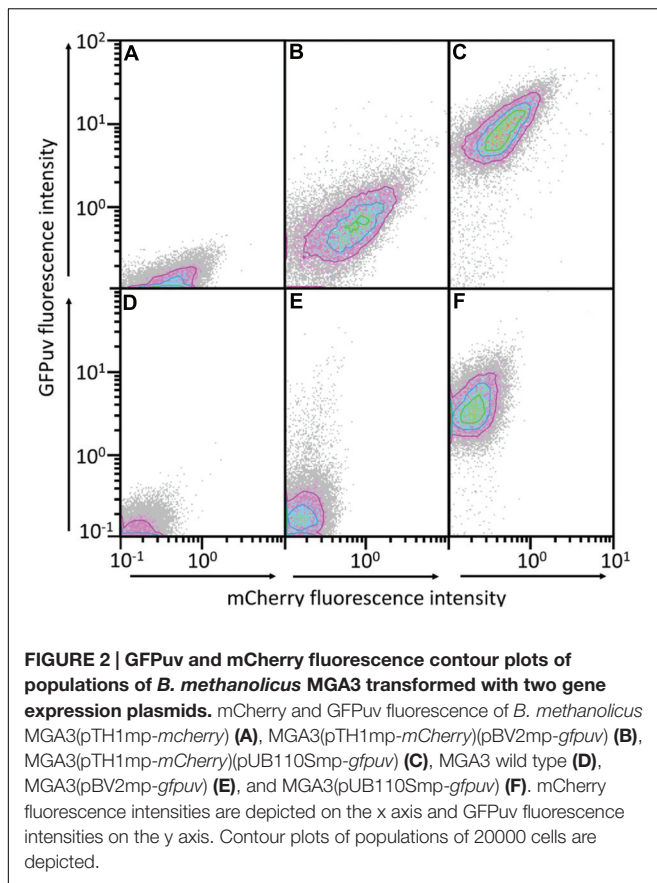 10²
A
B
C
GFPuv fluorescence intensity
10¹
10⁰
D
E
F
GFPuv fluorescence intensity
10¹
10⁰
10⁻¹
10⁻¹ 10⁰ 10⁰ 10⁰ 10¹
mCherry fluorescence intensity
FIGURE 2 | GFPuv and mCherry fluorescence contour plots of
populations of B. methanolicus MGA3 transformed with two gene
expression plasmids. mCherry and GFPuv fluorescence of B. methanolicus
MGA3(pTH1mp-mcherry) (A), MGA3(pTH1mp-mCherry)(pBV2mp-gfpuv) (B),
MGA3(pTH1mp-mCherry)(pUB110Smp-gfpuv) (C), MGA3 wild type (D),
MGA3(pBV2mp-gfpuv) (E), and MGA3(pUB110Smp-gfpuv) (F). mCherry
fluorescence intensities are depicted on the x axis and GFPuv fluorescence
intensities on the y axis. Contour plots of populations of 20000 cells are
depicted.